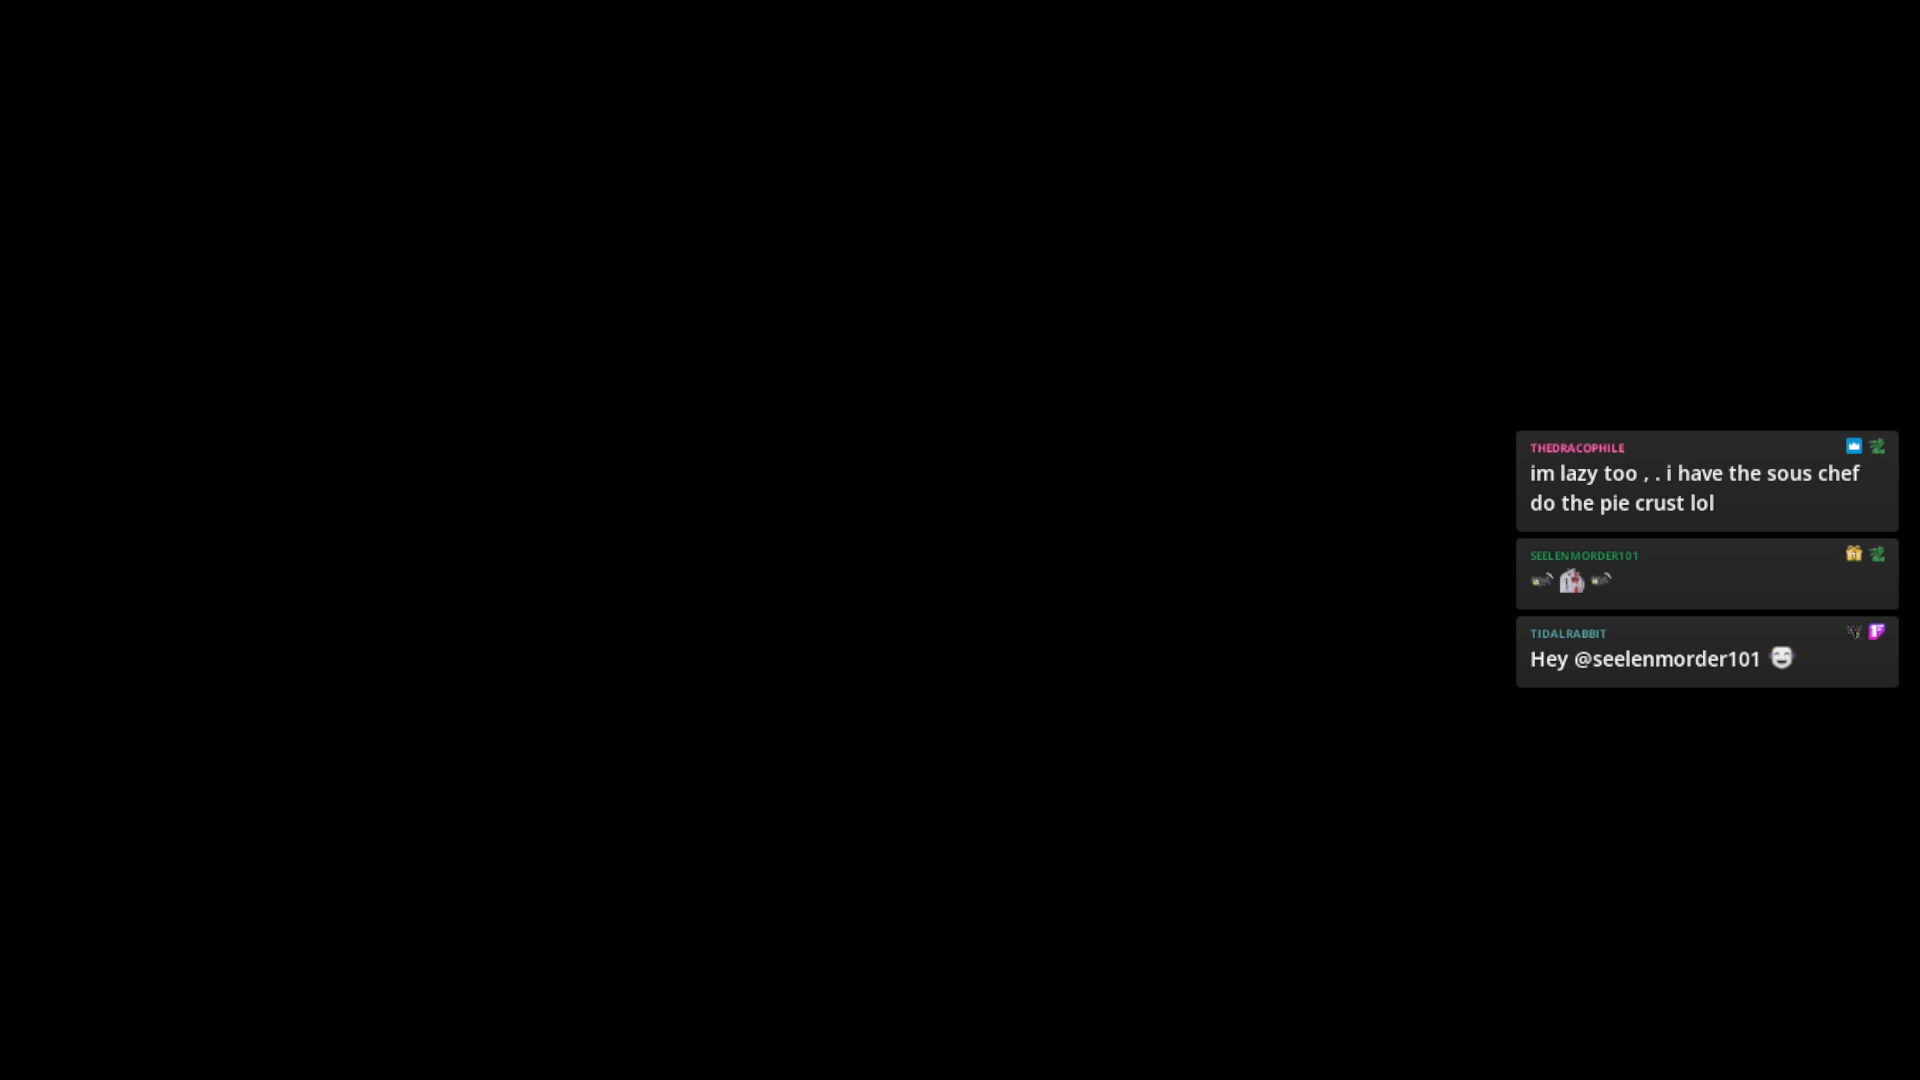 THEDRACOPHILE
im lazy too , . i have the sous chef
do the pie crust lol
SEELENMORDER101
TIDALRABBIT
Hey @seelenmorder101